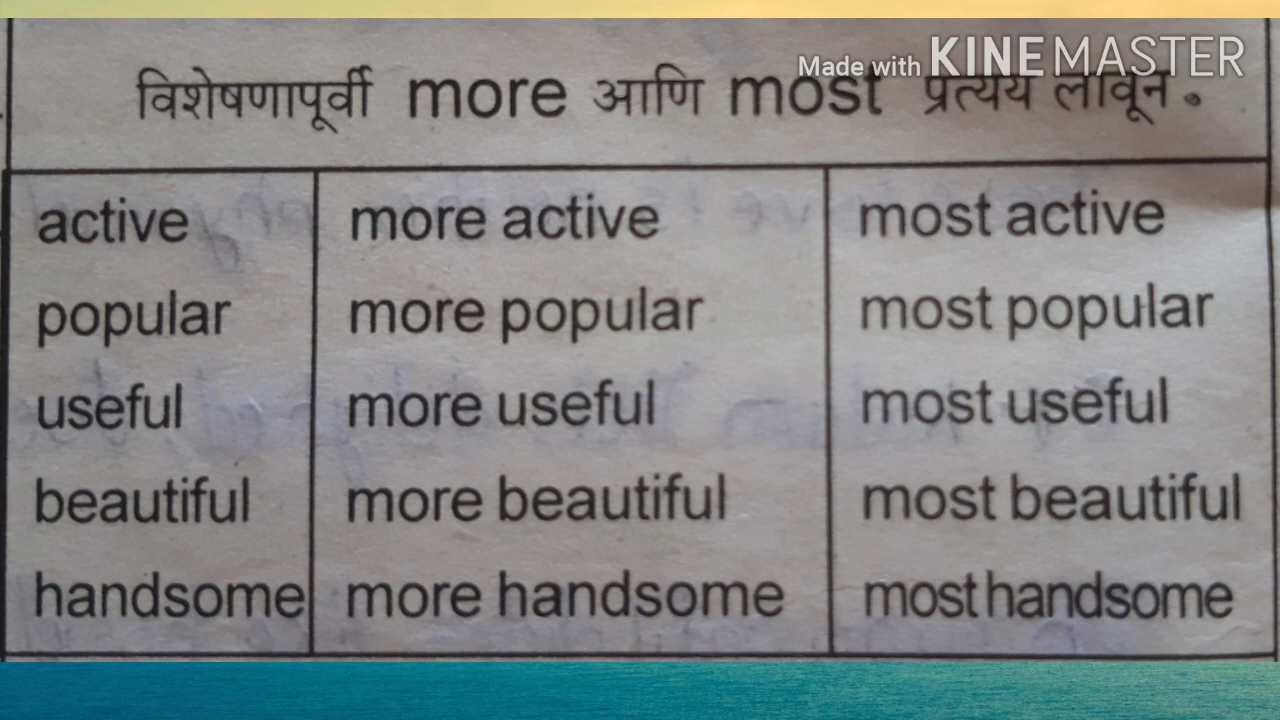 Made with KINEMASTER
विशेषणापूर्वी more आणि most प्रत्यय लावून.
active more active most active
popular more popular most popular
useful more useful most useful
beautiful more beautiful most beautiful
handsome more handsome most handsome